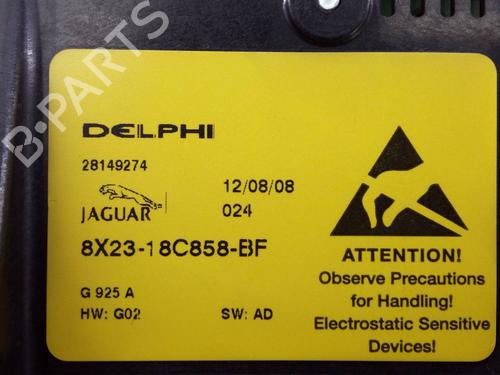 B-PARTS
DELPHI
28149274
JAGUAR
12/08/08
024
8X23-18C858-BF
G 925 A
HW: G02
SW: AD
ATTENTION!
Observe Precautions
for Handling!
Electrostatic Sensitive
Devices!